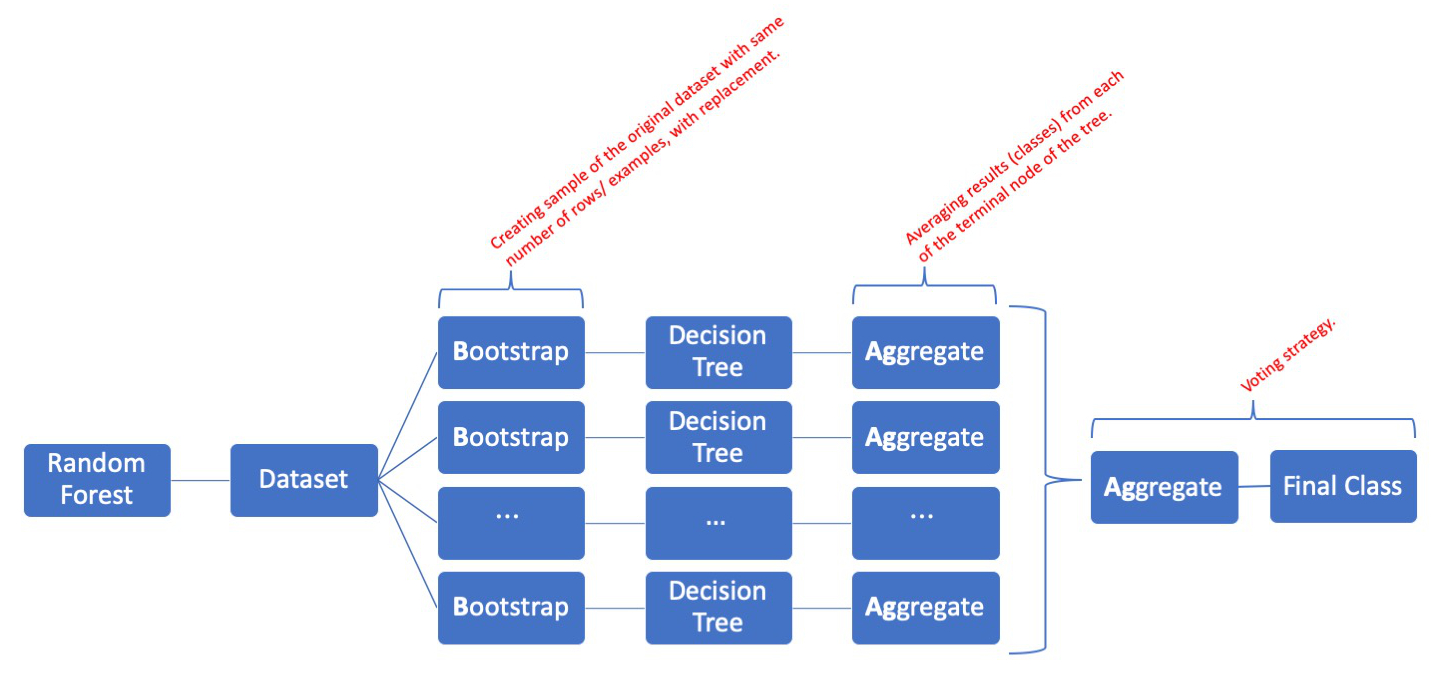 Creating sample of the original dataset with same
number of rows/ examples, with replacement.
Averaging results (classes) from each
of the terminal node of the tree.
Voting strategy.
Random
Forest
Dataset
Bootstrap
Decision
Tree
Aggregate
Bootstrap
Decision
Tree
Aggregate
...
...
...
Bootstrap
Decision
Tree
Aggregate
Aggregate
Final Class